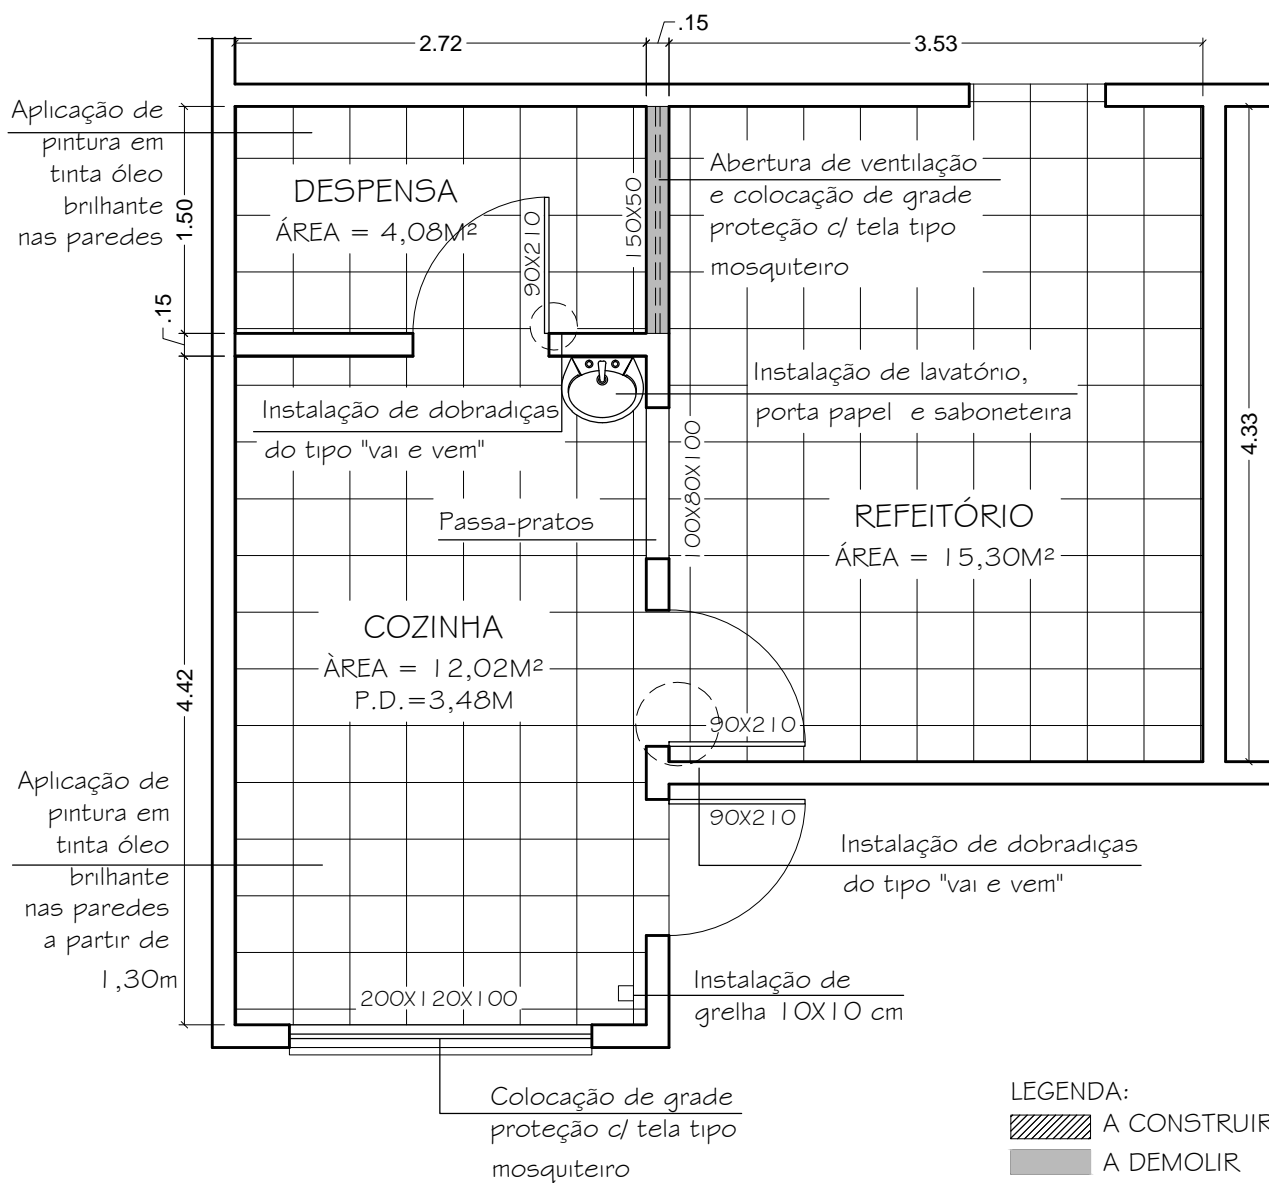 2.72
.15
3.53
Aplicação de
pintura em
tinta óleo
brilhante
nas paredes
1.50
.15
DESPENSA
ÁREA = 4,08M²
90X210
150X50
Abertura de ventilação
e colocação de grade
proteção c/ tela tipo
mosquiteiro
Instalação de dobradiças
do tipo "vai e vem"
Instalação de lavatório,
porta papel e saboneteira
4.33
100X80X100
Passa-pratos
REFEITÓRIO
ÁREA = 15,30M²
COZINHA
ÀREA = 12,02M²
P.D.=3,48M
4.42
90X210
90X210
Aplicação de
pintura em
tinta óleo
brilhante
nas paredes
a partir de
1,30m
Instalação de dobradiças
do tipo "vai e vem"
200X120X100
Instalação de
grelha 10X10 cm
Colocação de grade
proteção c/ tela tipo
mosquiteiro
LEGENDA:
A CONSTRUIR
A DEMOLIR